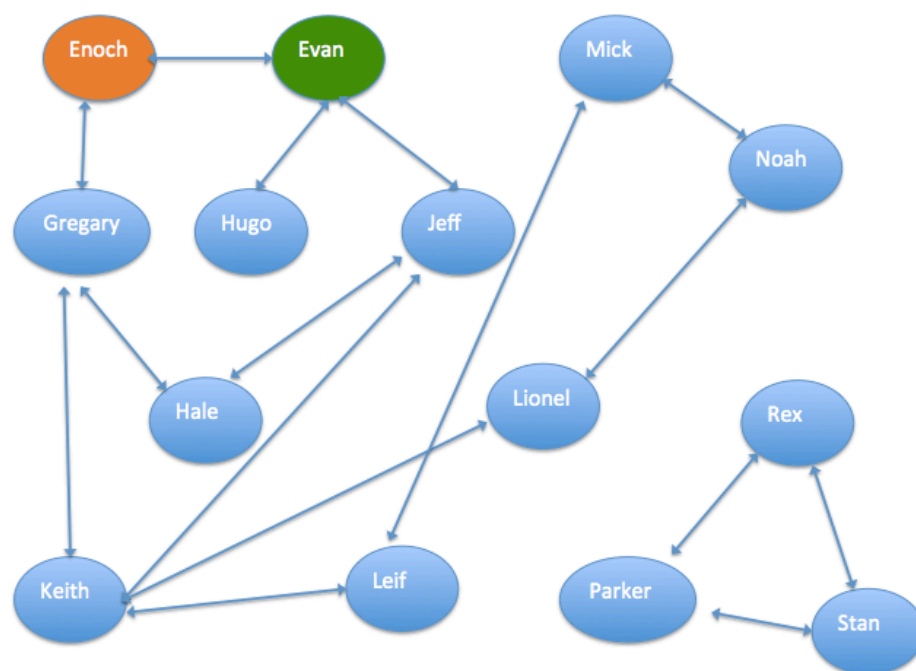 Enoch
Evan
Mick
Noah
Gregary
Hugo
Jeff
Hale
Lionel
Rex
Keith
Leif
Parker
Stan